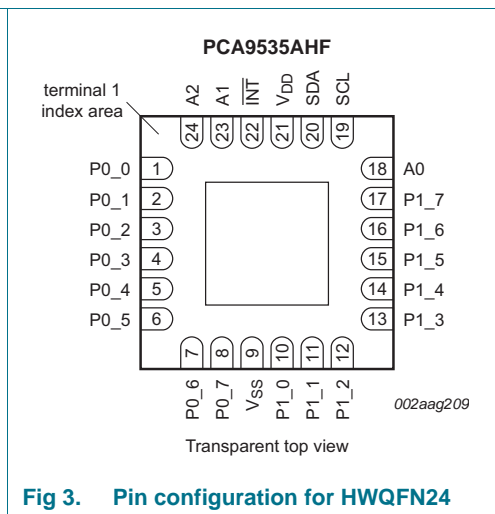 PCA9535AHF
terminal 1
index area
A2 A1 INT VDD SDA SCL
24 23 22 21 20 19
P0_0 1 18 A0
P0_1 2 17 P1_7
P0_2 3 16 P1_6
P0_3 4 15 P1_5
P0_4 5 14 P1_4
P0_5 6 13 P1_3
7 8 9 10 11 12
P0_6 P0_7 VSS P1_0 P1_1 P1_2
002aag209
Transparent top view
Fig 3. Pin configuration for HWQFN24